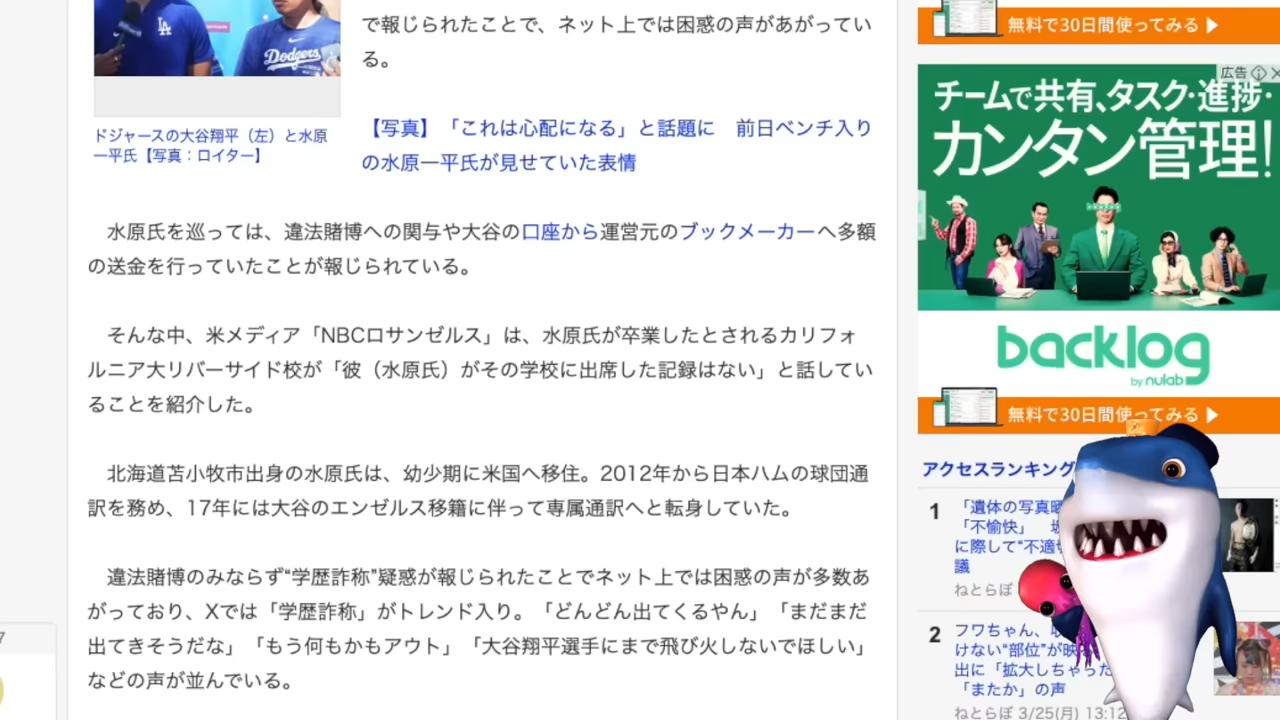 LA
Dodgers
ドジャースの大谷翔平（左）と水原
一平氏【写真：ロイター】
で報じられたことで、ネット上では困惑の声があがってい
る。
【写真】「これは心配になる」と話題に　前日ベンチ入り
の水原一平氏が見せていた表情
　水原氏を巡っては、違法賭博への関与や大谷の口座から運営元のブックメーカーへ多額
の送金を行っていたことが報じられている。
　そんな中、米メディア「NBCロサンゼルス」は、水原氏が卒業したとされるカリフォ
ルニア大リバーサイド校が「彼（水原氏）がその学校に出席した記録はない」と話してい
ることを紹介した。
　北海道苫小牧市出身の水原氏は、幼少期に米国へ移住。2012年から日本ハムの球団通
訳を務め、17年には大谷のエンゼルス移籍に伴って専属通訳へと転身していた。
　違法賭博のみならず“学歴詐称”疑惑が報じられたことでネット上では困惑の声が多数あ
がっており、Xでは「学歴詐称」がトレンド入り。「どんどん出てくるやん」「まだまだ
出てきそうだな」「もう何もかもアウト」「大谷翔平選手にまで飛び火しないでほしい」
などの声が並んでいる。
7
無料で30日間使ってみる ▶
広告
チームで共有、タスク・進捗・
カンタン管理!
backlog
by nulab
無料で30日間使ってみる ▶
アクセスランキング
1
「遺体の写真
「不愉快」
に際して“不適
議
ねとらぼ
2
フワちゃん、
けない“部位”が
出に「拡大しちゃった
「またか」の声
ねとらぼ 3/25(月) 13:12